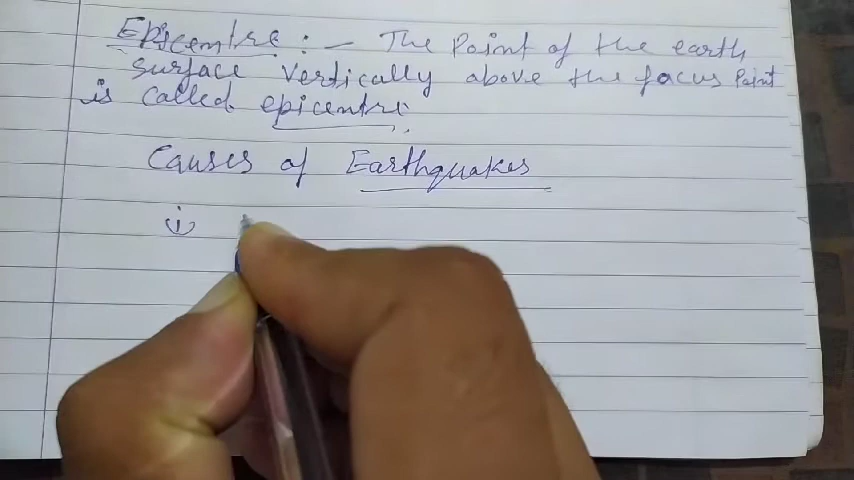 Epicentre :- The Point of the earth
surface vertically above the focus Point
is called epicentre.
Causes of Earthquakes
i)